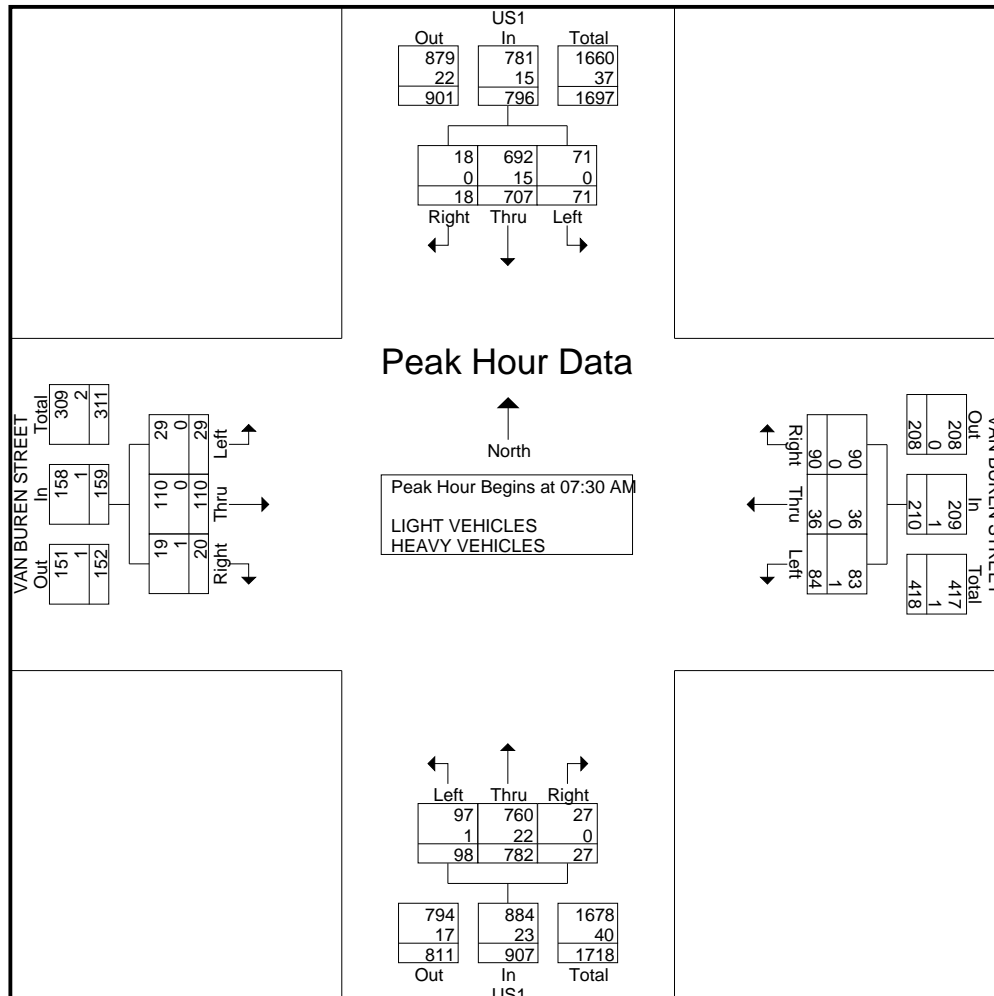 US1
Out In Total
879 781 1660
22 15 37
901 796 1697
18 692 71
0 15 0
18 707 71
Right Thru Left
Peak Hour Data
North
Peak Hour Begins at 07:30 AM
LIGHT VEHICLES
HEAVY VEHICLES
VAN BUREN STREET
Out In Total
151 158 309
1 1 2
152 159 311
29 110 19
0 0 1
29 110 20
Left Thru Right
VAN BUREN STREET
Out In Total
208 209 417
0 1 1
208 210 418
90 36 83
0 0 1
90 36 84
Right Thru Left
Left Thru Right
97 760 27
1 22 0
98 782 27
794 884 1678
17 23 40
811 907 1718
Out In Total
US1